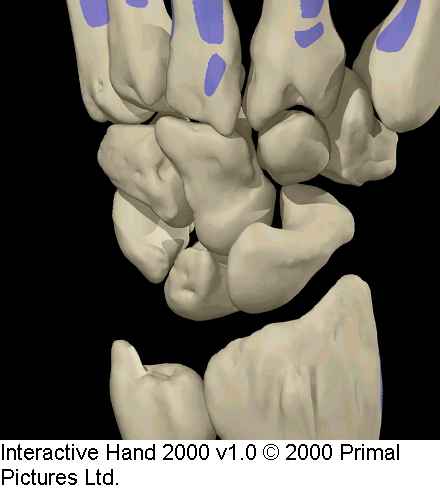 Interactive Hand 2000 v1.0 © 2000 Primal
Pictures Ltd.